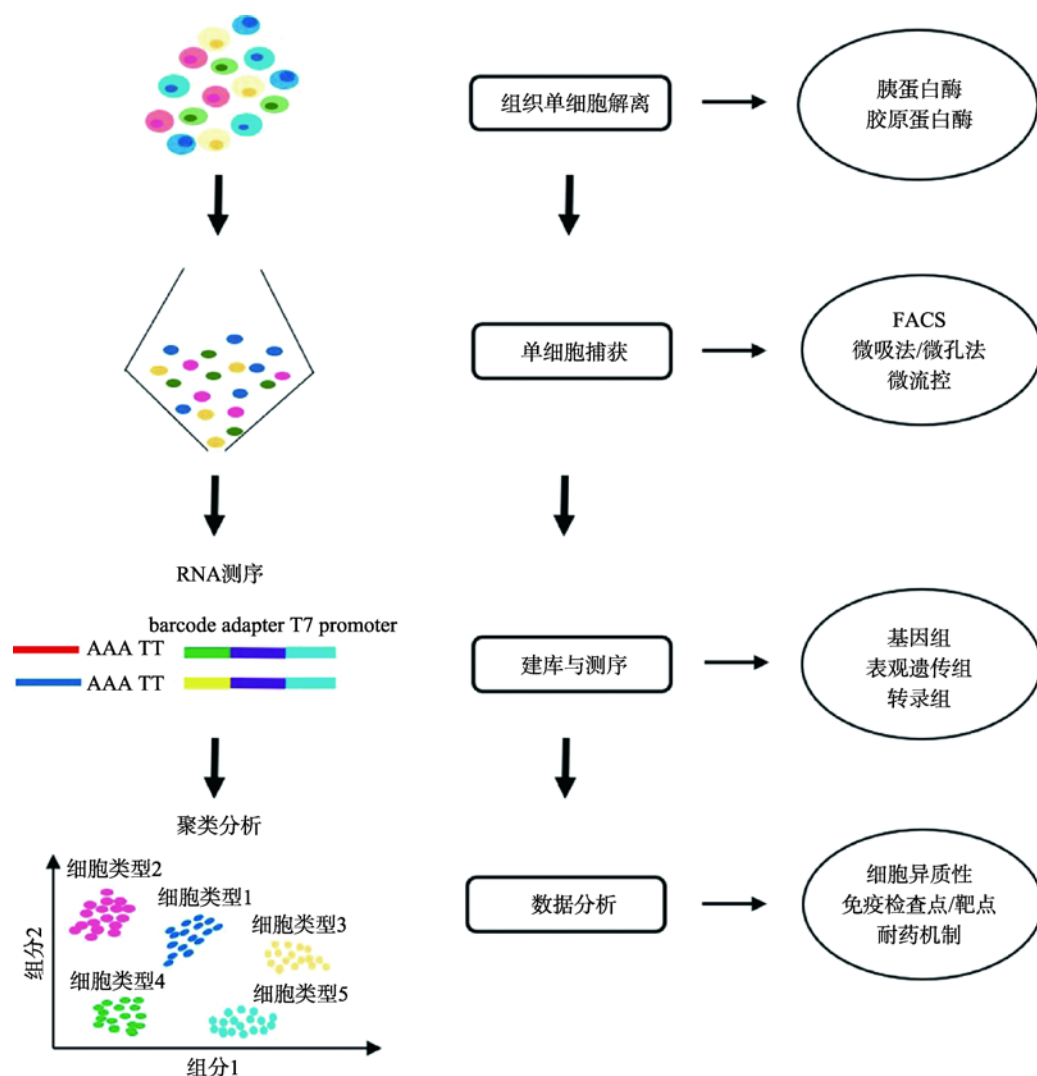 组织单细胞解离
胰蛋白酶
胶原蛋白酶
单细胞捕获
FACS
微吸法/微孔法
微流控
RNA测序
barcode adapter T7 promoter
AAA TT
AAA TT
建库与测序
基因组
表观遗传组
转录组
聚类分析
细胞类型2
细胞类型1
细胞类型3
细胞类型4
细胞类型5
组分2
组分1
数据分析
细胞异质性
免疫检查点/靶点
耐药机制